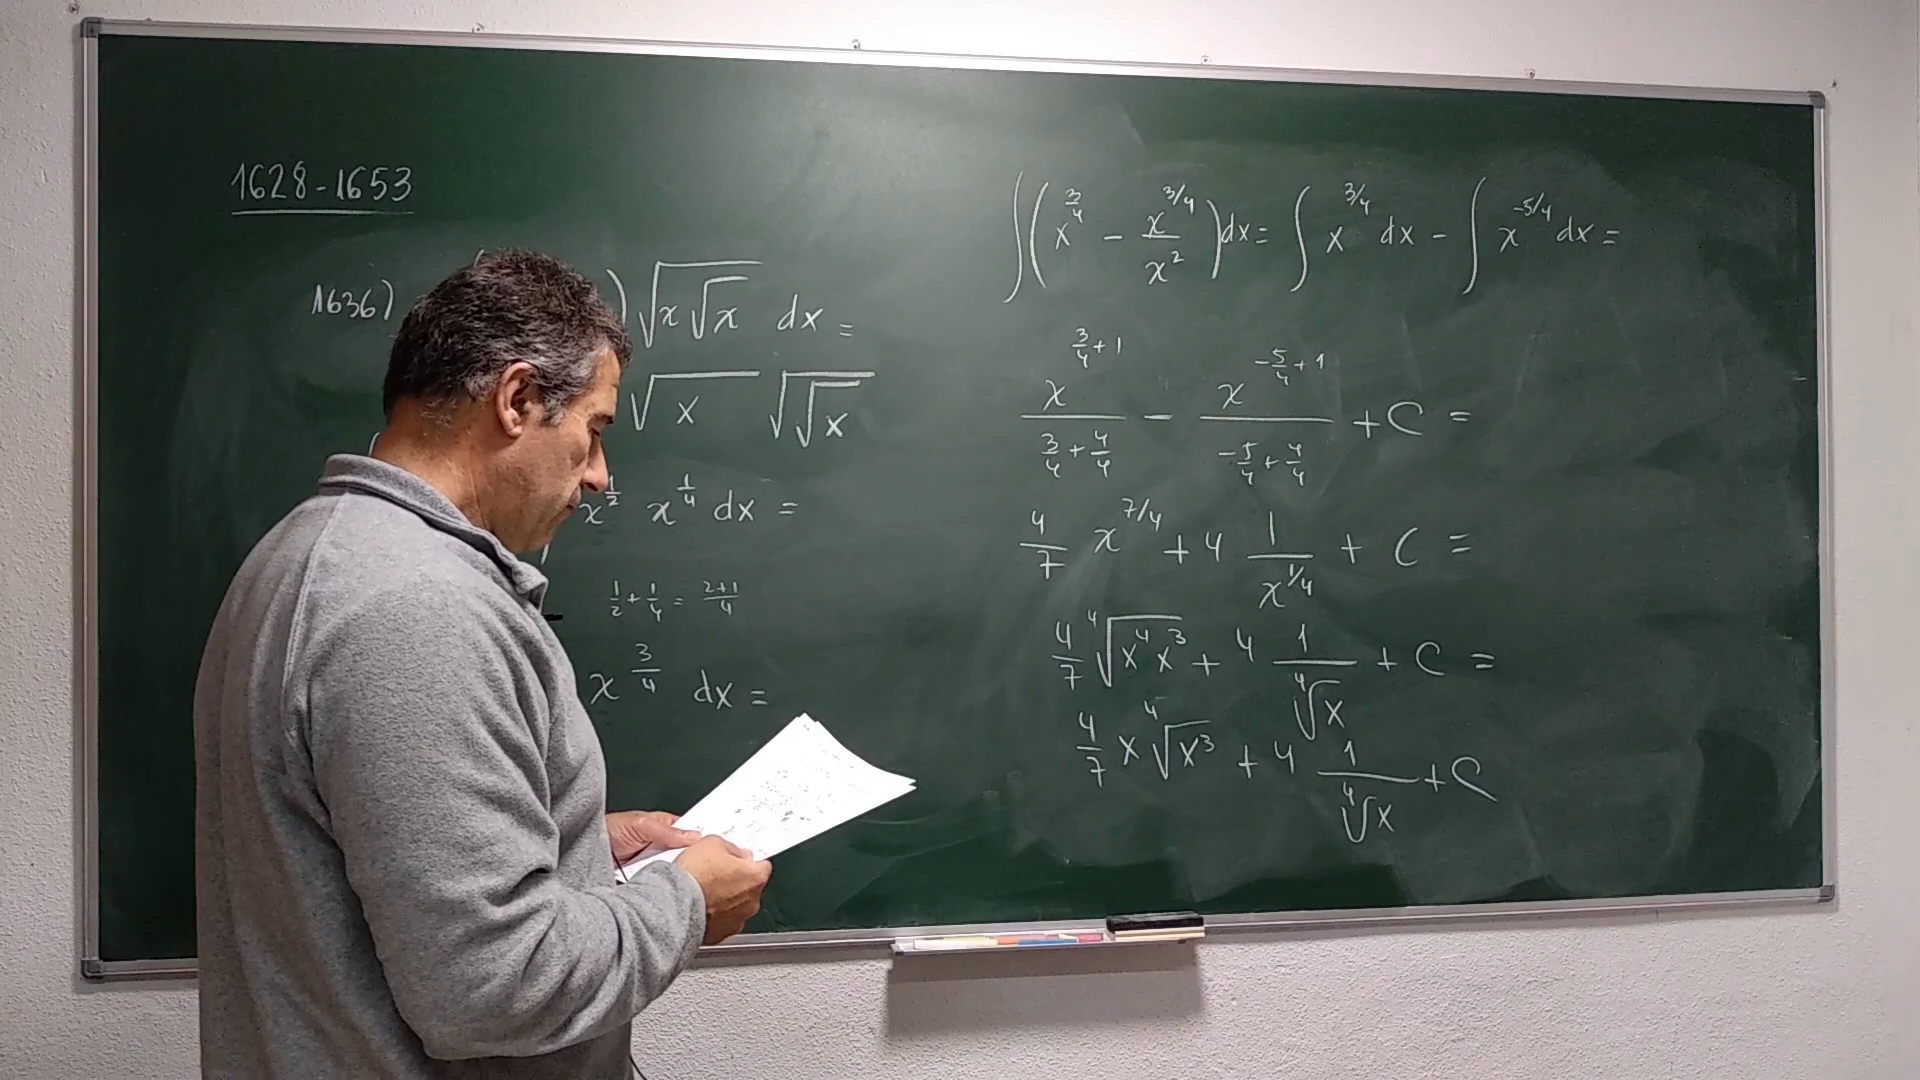 1628-1653
1636)
) √(x√x) dx =
√x √(√x)
x^(1/2) x^(1/4) dx =
1/2 + 1/4 = (2+1)/4
x^(3/4) dx =
∫(x^(3/4) - x^(3/4)/x²)dx = ∫ x^(3/4) dx - ∫ x^(-5/4) dx =
x^(3/4+1)/(3/4+4/4) - x^(-5/4+1)/(-5/4+4/4) + C =
4/7 x^(7/4) + 4 1/x^(1/4) + C =
4/7 ⁴√(x⁴x³) + 4 1/⁴√x + C =
4/7 x ⁴√x³ + 4 1/⁴√x + C